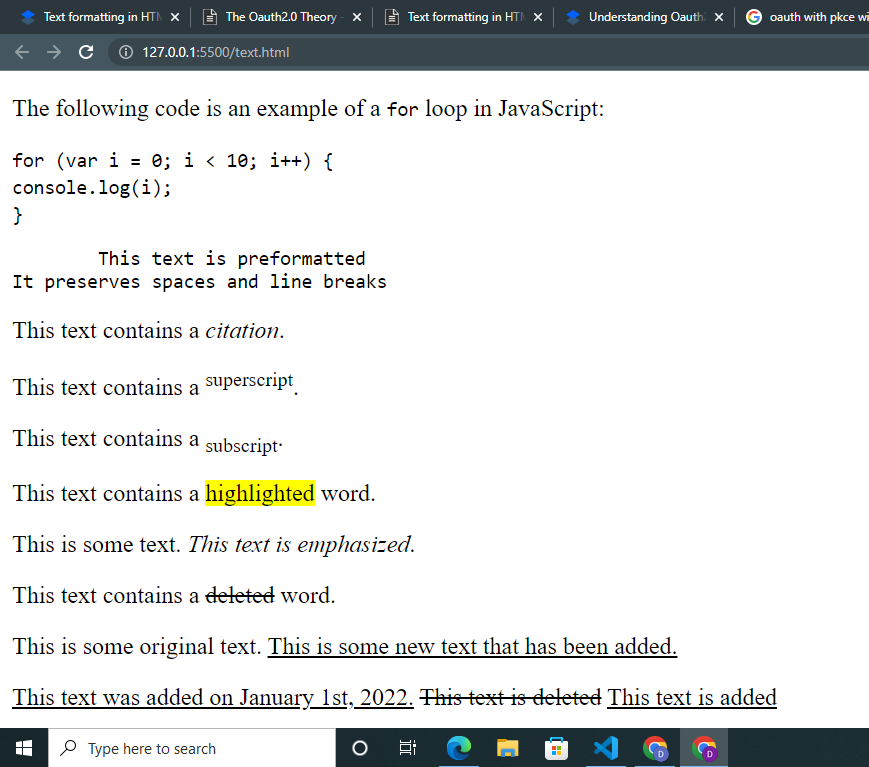 Text formatting in HTM
The Oauth2.0 Theory -
Text formatting in HTM
Understanding Oauth2
oauth with pkce wi
127.0.0.1:5500/text.html
The following code is an example of a for loop in JavaScript:
for (var i = 0; i < 10; i++) {
console.log(i);
}
This text is preformatted
It preserves spaces and line breaks
This text contains a citation.
This text contains a superscript.
This text contains a subscript.
This text contains a highlighted word.
This is some text. This text is emphasized.
This text contains a deleted word.
This is some original text. This is some new text that has been added.
This text was added on January 1st, 2022. This text is deleted This text is added
Type here to search
D
D